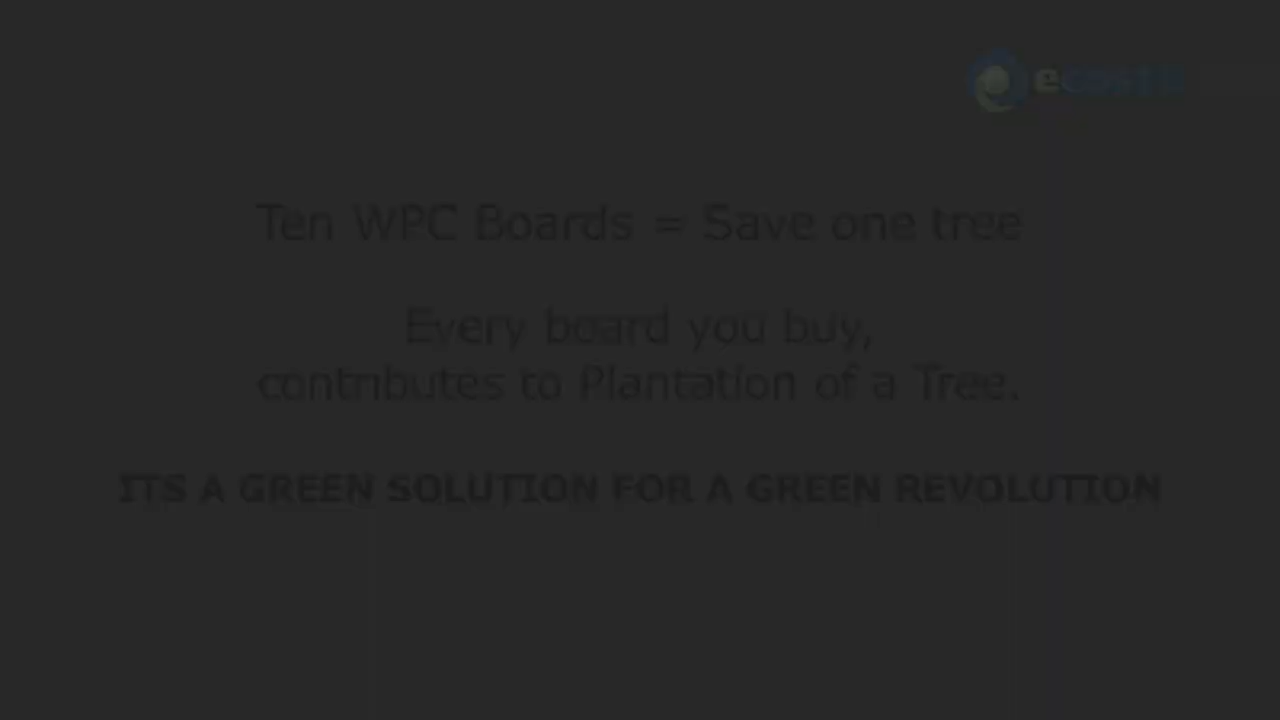 ecoste
Ten WPC Boards = Save one tree
Every board you buy,
contributes to Plantation of a Tree.
ITS A GREEN SOLUTION FOR A GREEN REVOLUTION